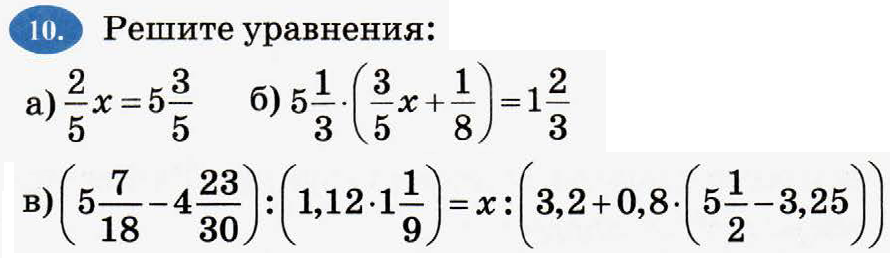 10. Решите уравнения:
а) 2/5 x = 5 3/5 б) 5 1/3 · (3/5 x + 1/8) = 1 2/3
в) (5 7/18 − 4 23/30) : (1,12 · 1 1/9) = x : (3,2 + 0,8 · (5 1/2 − 3,25))